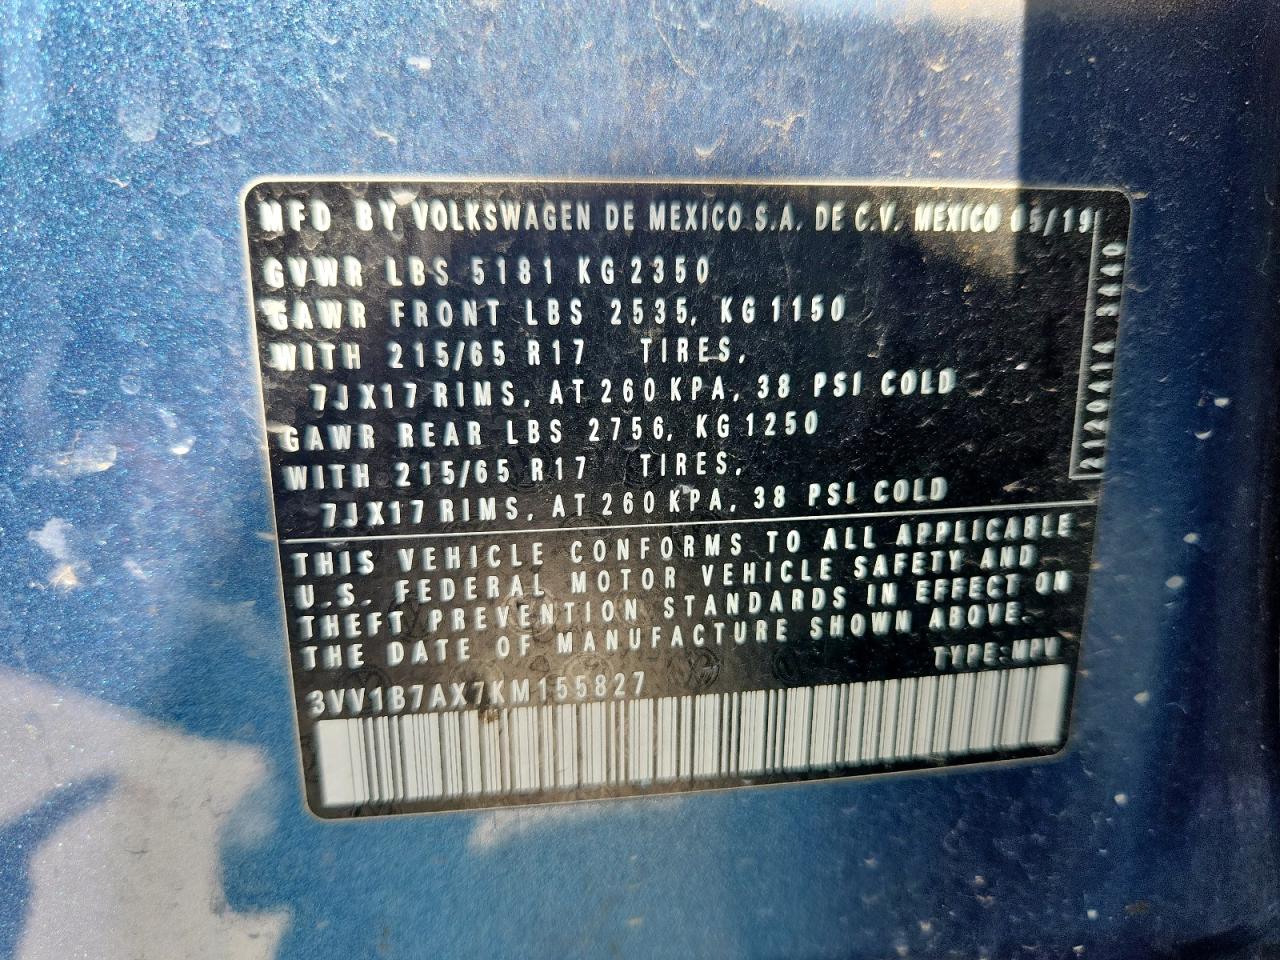 MFD BY VOLKSWAGEN DE MEXICO S.A. DE C.V. MEXICO 05/19
GVWR LBS 5181 KG 2350
GAWR FRONT LBS 2535, KG 1150
WITH 215/65 R17 TIRES,
7JX17 RIMS, AT 260 KPA, 38 PSI COLD
GAWR REAR LBS 2756, KG 1250
WITH 215/65 R17 TIRES,
7JX17 RIMS, AT 260 KPA, 38 PSI COLD
THIS VEHICLE CONFORMS TO ALL APPLICABLE
U.S. FEDERAL MOTOR VEHICLE SAFETY AND
THEFT PREVENTION STANDARDS IN EFFECT ON
THE DATE OF MANUFACTURE SHOWN ABOVE.
TYPE:MPV
3VV1B7AX7KM155827